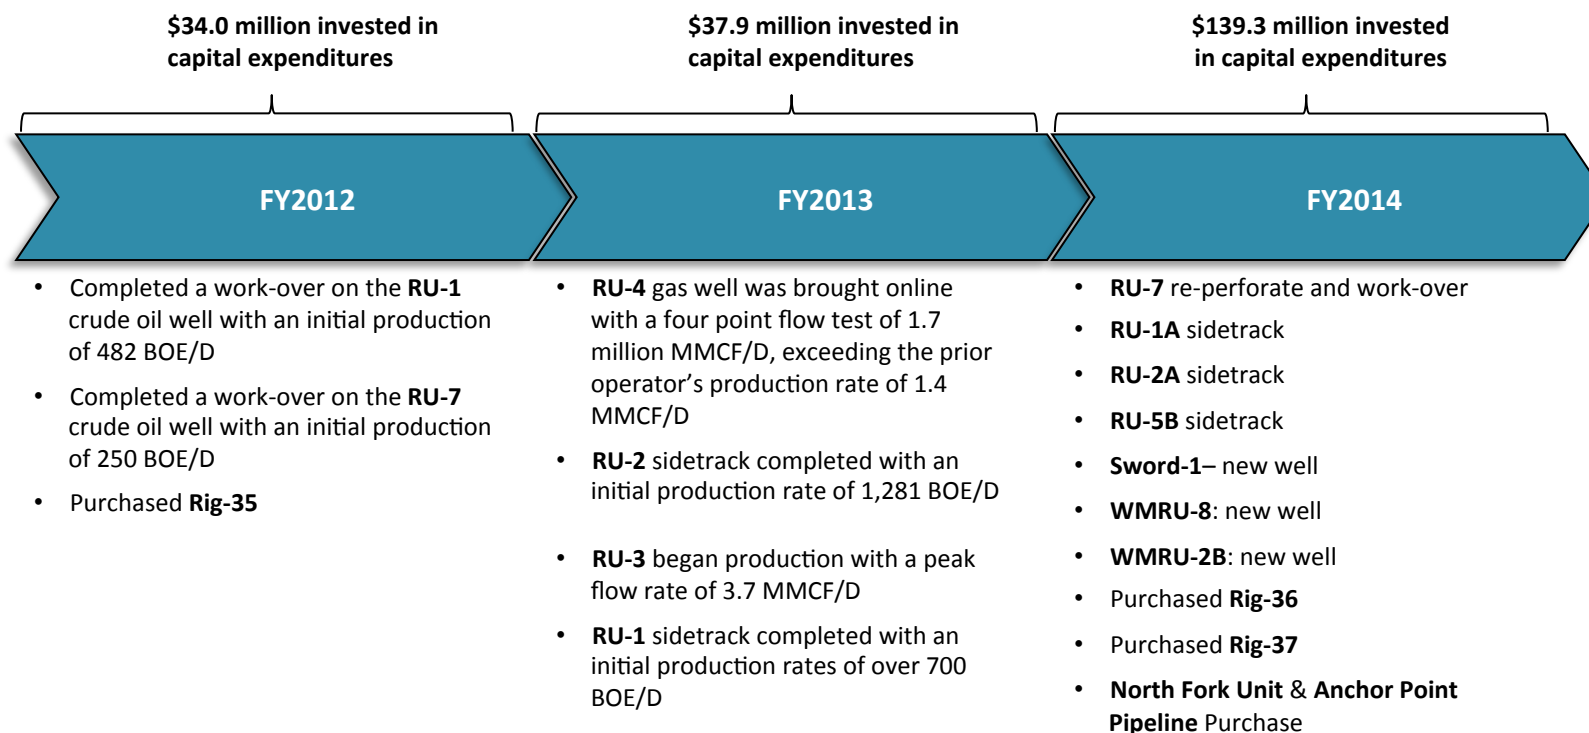 $34.0 million invested in
capital expenditures
$37.9 million invested in
capital expenditures
$139.3 million invested
in capital expenditures
FY2012
FY2013
FY2014
• Completed a work-over on the RU-1
crude oil well with an initial production
of 482 BOE/D
• Completed a work-over on the RU-7
crude oil well with an initial production
of 250 BOE/D
• Purchased Rig-35
• RU-4 gas well was brought online
with a four point flow test of 1.7
million MMCF/D, exceeding the prior
operator’s production rate of 1.4
MMCF/D
• RU-2 sidetrack completed with an
initial production rate of 1,281 BOE/D
• RU-3 began production with a peak
flow rate of 3.7 MMCF/D
• RU-1 sidetrack completed with an
initial production rates of over 700
BOE/D
• RU-7 re-perforate and work-over
• RU-1A sidetrack
• RU-2A sidetrack
• RU-5B sidetrack
• Sword-1– new well
• WMRU-8: new well
• WMRU-2B: new well
• Purchased Rig-36
• Purchased Rig-37
• North Fork Unit & Anchor Point
Pipeline Purchase